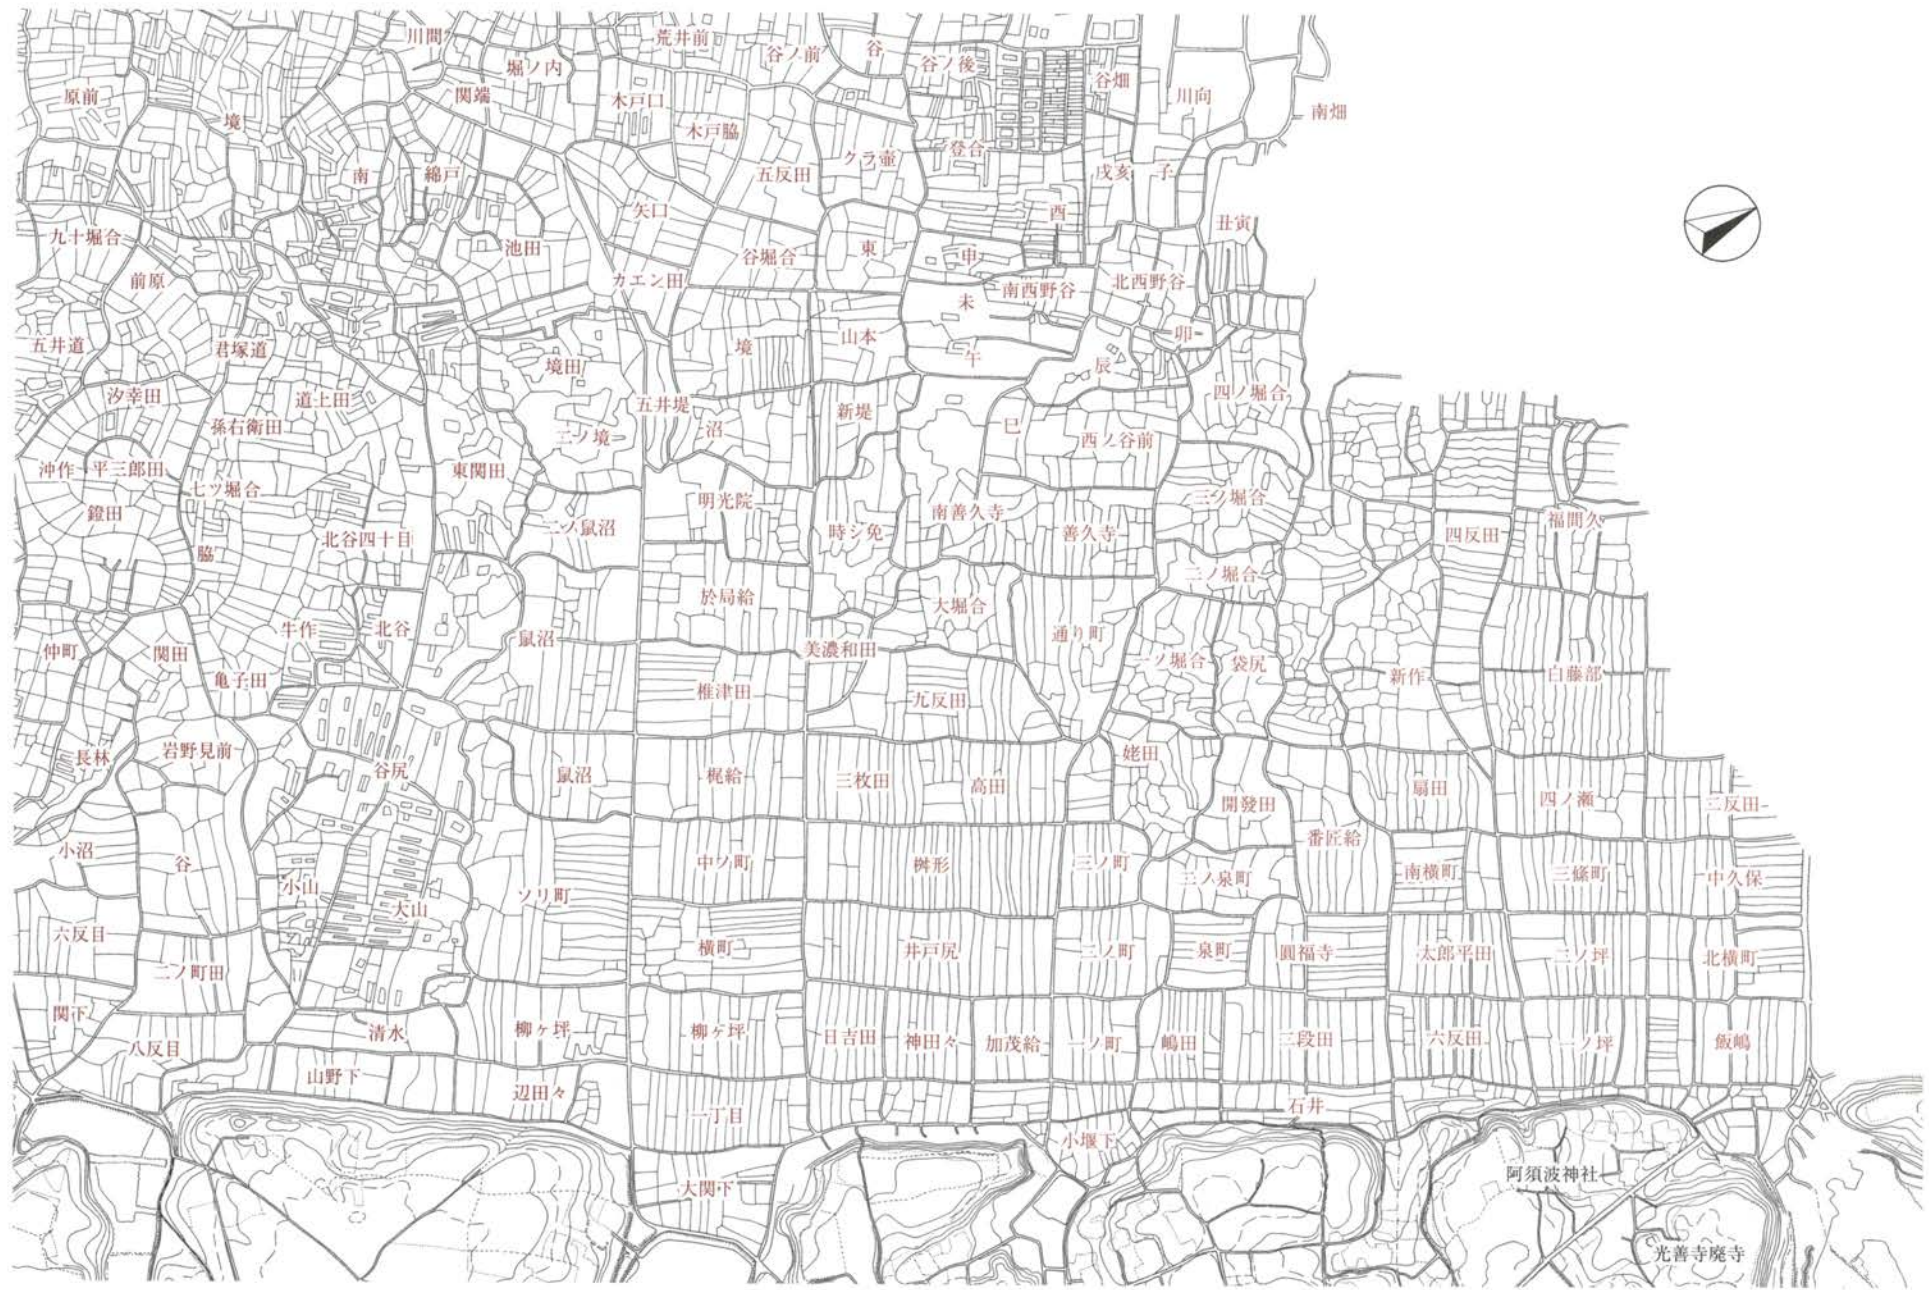 川間
荒井前
谷ノ前
谷
谷ノ後
堀ノ内
谷畑
原前
関端
木戸口
川向
南畑
境
木戸脇
登合
クラ壷
五反田
南
綿戸
戌亥
子
矢口
酉
丑寅
九十堀合
池田
谷堀合
東
申
前原
カエン田
南西野谷
北西野谷
未
五井道
君塚道
境
山本
卯
午
境田
辰
汐幸田
道上田
五井堤
新堤
四ノ堀合
孫右衛田
沼
二ノ境
巳
西ノ谷前
沖作
平三郎田
東関田
七ツ堀合
明光院
三ノ堀合
鐙田
二ノ鼠沼
時シ免
南善久寺
善久寺
四反田
福間久
脇
北谷四十目
二ノ堀合
於局給
大堀合
牛作
北谷
鼠沼
通り町
仲町
関田
美濃和田
一ノ堀合
袋尻
新作
白藤部
亀子田
椎津田
九反田
長林
岩野見前
谷尻
鼠沼
梶給
三枚田
高田
姥田
開發田
扇田
四ノ瀬
二反田
小沼
谷
中ノ町
桝形
三ノ町
番匠給
小山
大山
ソリ町
三ノ泉町
南横町
三條町
中久保
六反目
二ノ町田
横町
井戸尻
二ノ町
泉町
圓福寺
太郎平田
二ノ坪
北横町
関下
八反目
清水
柳ヶ坪
柳ヶ坪
日吉田
神田々
加茂給
一ノ町
嶋田
二段田
六反田
一ノ坪
飯嶋
山野下
辺田々
一丁目
石井
小堰下
大関下
阿須波神社
光善寺廃寺